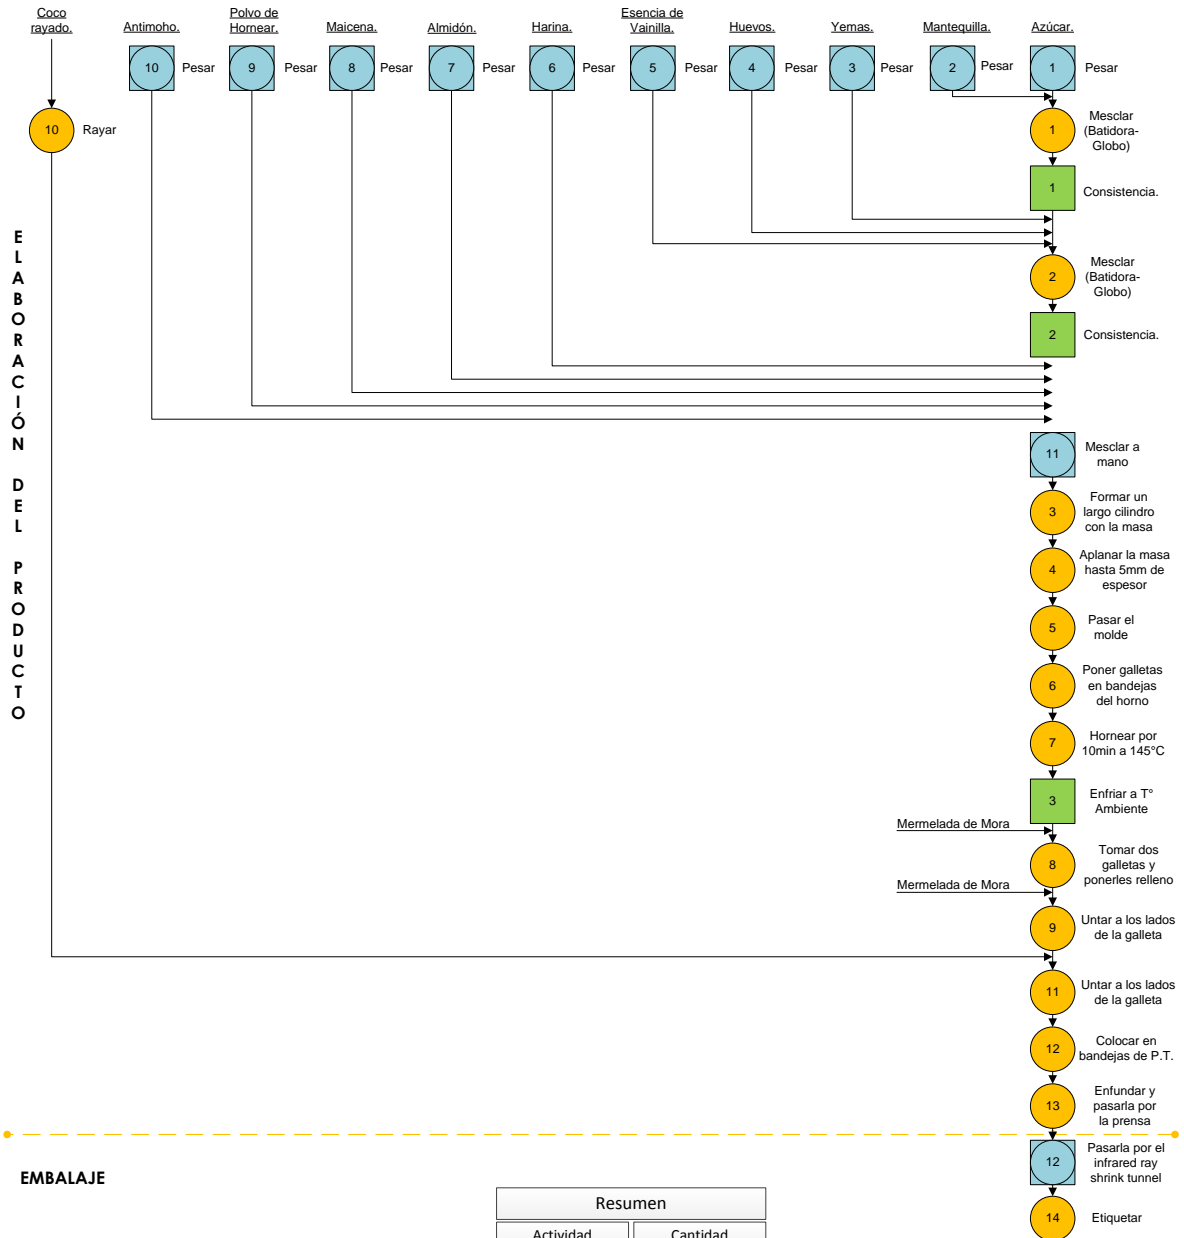 Coco
rayado.
Antimoho.
Polvo de
Hornear.
Maicena.
Almidón.
Harina.
Esencia de
Vainilla.
Huevos.
Yemas.
Mantequilla.
Azúcar.
10 Pesar
9 Pesar
8 Pesar
7 Pesar
6 Pesar
5 Pesar
4 Pesar
3 Pesar
2 Pesar
1 Pesar
10 Rayar
1
Mesclar
(Batidora-
Globo)
1 Consistencia.
2
Mesclar
(Batidora-
Globo)
2 Consistencia.
ELABORACIÓN DEL PRODUCTO
11
Mesclar a
mano
3
Formar un
largo cilindro
con la masa
4
Aplanar la masa
hasta 5mm de
espesor
5
Pasar el
molde
6
Poner galletas
en bandejas
del horno
7
Hornear por
10min a 145°C
3
Enfriar a T°
Ambiente
Mermelada de Mora
8
Tomar dos
galletas y
ponerles relleno
Mermelada de Mora
9
Untar a los lados
de la galleta
11
Untar a los lados
de la galleta
12
Colocar en
bandejas de P.T.
13
Enfundar y
pasarla por
la prensa
EMBALAJE
12
Pasarla por el
infrared ray
shrink tunnel
14 Etiquetar
Resumen
Actividad Cantidad